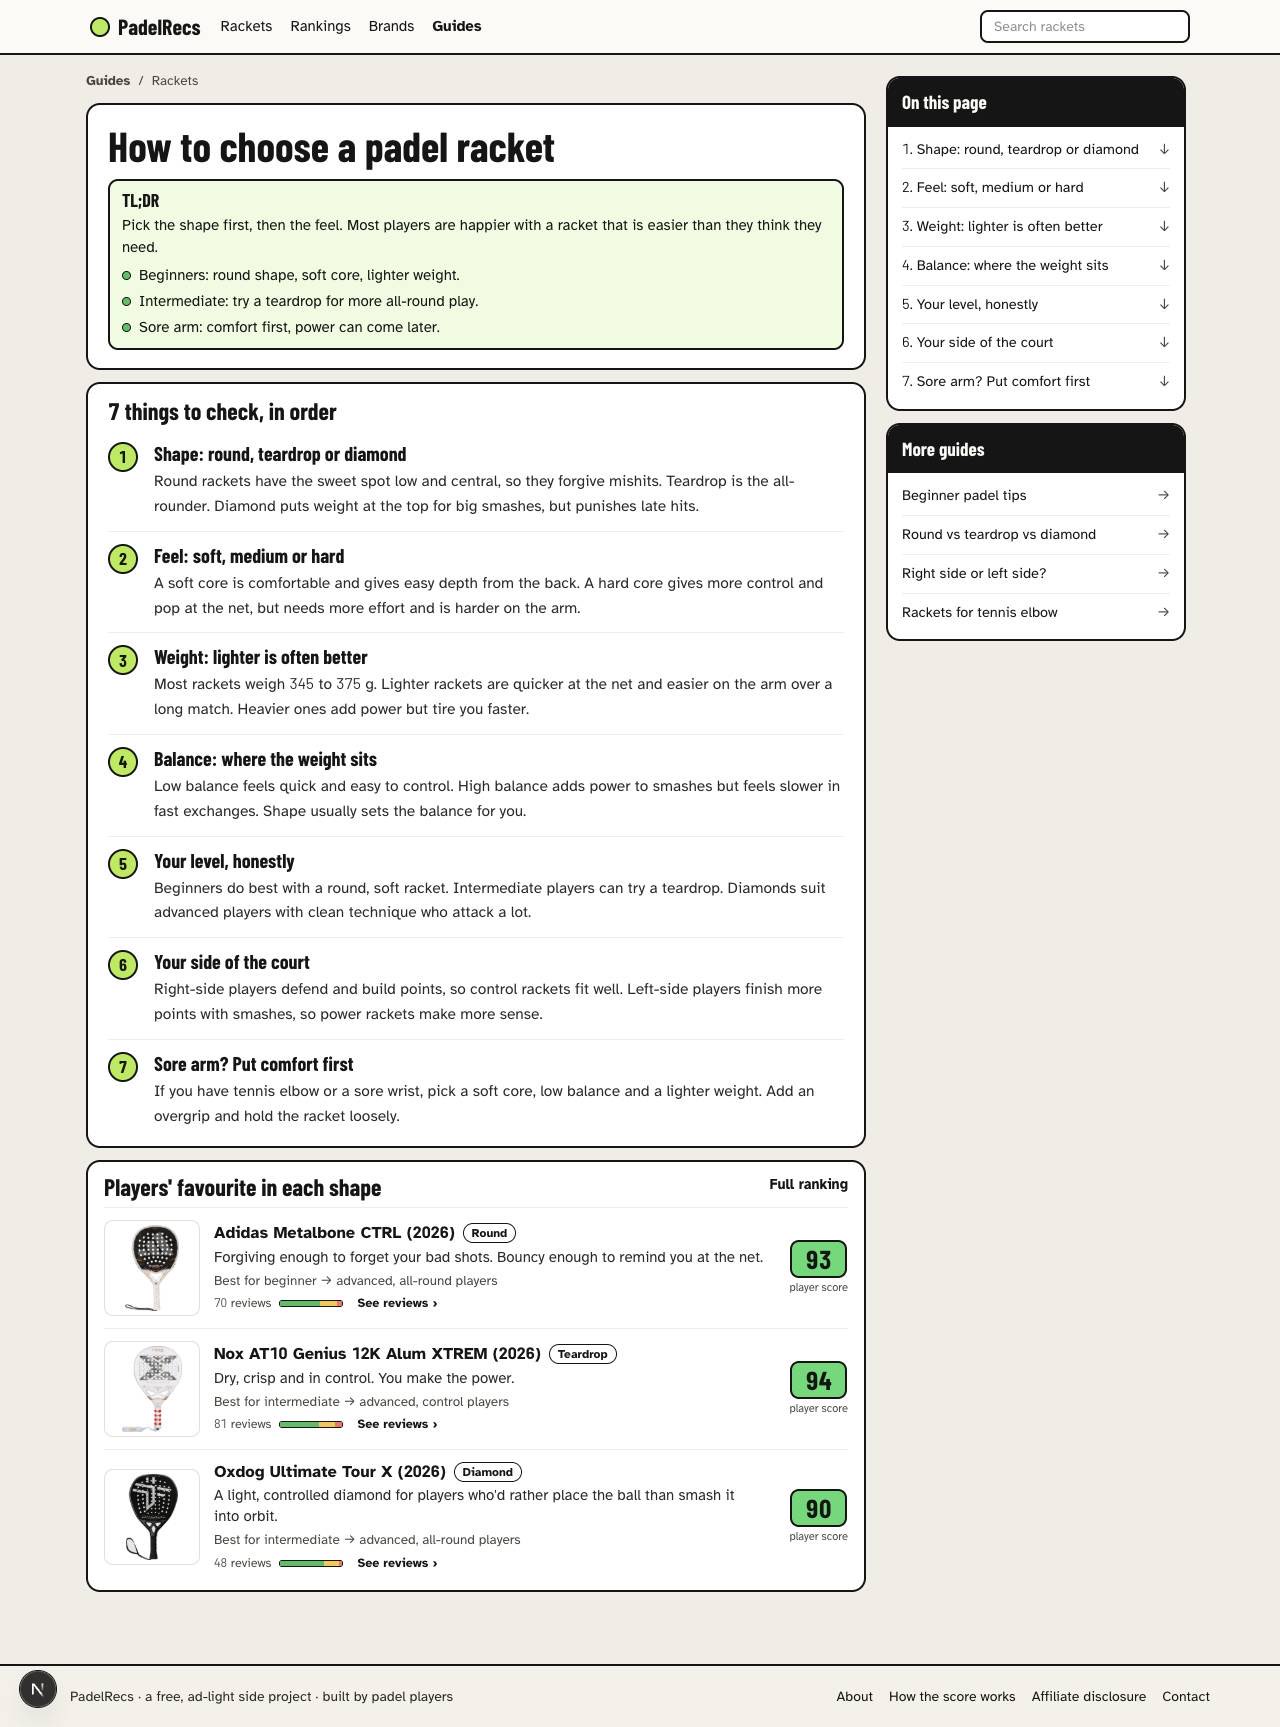 PadelRecs
Rackets
Rankings
Brands
Guides
Search rackets
Guides / Rackets
How to choose a padel racket
TL;DR
Pick the shape first, then the feel. Most players are happier with a racket that is easier than they think they
need.
Beginners: round shape, soft core, lighter weight.
Intermediate: try a teardrop for more all-round play.
Sore arm: comfort first, power can come later.
7 things to check, in order
1
Shape: round, teardrop or diamond
Round rackets have the sweet spot low and central, so they forgive mishits. Teardrop is the all-
rounder. Diamond puts weight at the top for big smashes, but punishes late hits.
2
Feel: soft, medium or hard
A soft core is comfortable and gives easy depth from the back. A hard core gives more control and
pop at the net, but needs more effort and is harder on the arm.
3
Weight: lighter is often better
Most rackets weigh 345 to 375 g. Lighter rackets are quicker at the net and easier on the arm over a
long match. Heavier ones add power but tire you faster.
4
Balance: where the weight sits
Low balance feels quick and easy to control. High balance adds power to smashes but feels slower in
fast exchanges. Shape usually sets the balance for you.
5
Your level, honestly
Beginners do best with a round, soft racket. Intermediate players can try a teardrop. Diamonds suit
advanced players with clean technique who attack a lot.
6
Your side of the court
Right-side players defend and build points, so control rackets fit well. Left-side players finish more
points with smashes, so power rackets make more sense.
7
Sore arm? Put comfort first
If you have tennis elbow or a sore wrist, pick a soft core, low balance and a lighter weight. Add an
overgrip and hold the racket loosely.
Players' favourite in each shape
Full ranking
Adidas Metalbone CTRL (2026) Round
Forgiving enough to forget your bad shots. Bouncy enough to remind you at the net.
Best for beginner → advanced, all-round players
70 reviews See reviews ›
93
player score
Nox AT10 Genius 12K Alum XTREM (2026) Teardrop
Dry, crisp and in control. You make the power.
Best for intermediate → advanced, control players
81 reviews See reviews ›
94
player score
Oxdog Ultimate Tour X (2026) Diamond
A light, controlled diamond for players who'd rather place the ball than smash it
into orbit.
Best for intermediate → advanced, all-round players
48 reviews See reviews ›
90
player score
On this page
1. Shape: round, teardrop or diamond ↓
2. Feel: soft, medium or hard ↓
3. Weight: lighter is often better ↓
4. Balance: where the weight sits ↓
5. Your level, honestly ↓
6. Your side of the court ↓
7. Sore arm? Put comfort first ↓
More guides
Beginner padel tips →
Round vs teardrop vs diamond →
Right side or left side? →
Rackets for tennis elbow →
N
PadelRecs · a free, ad-light side project · built by padel players
About
How the score works
Affiliate disclosure
Contact